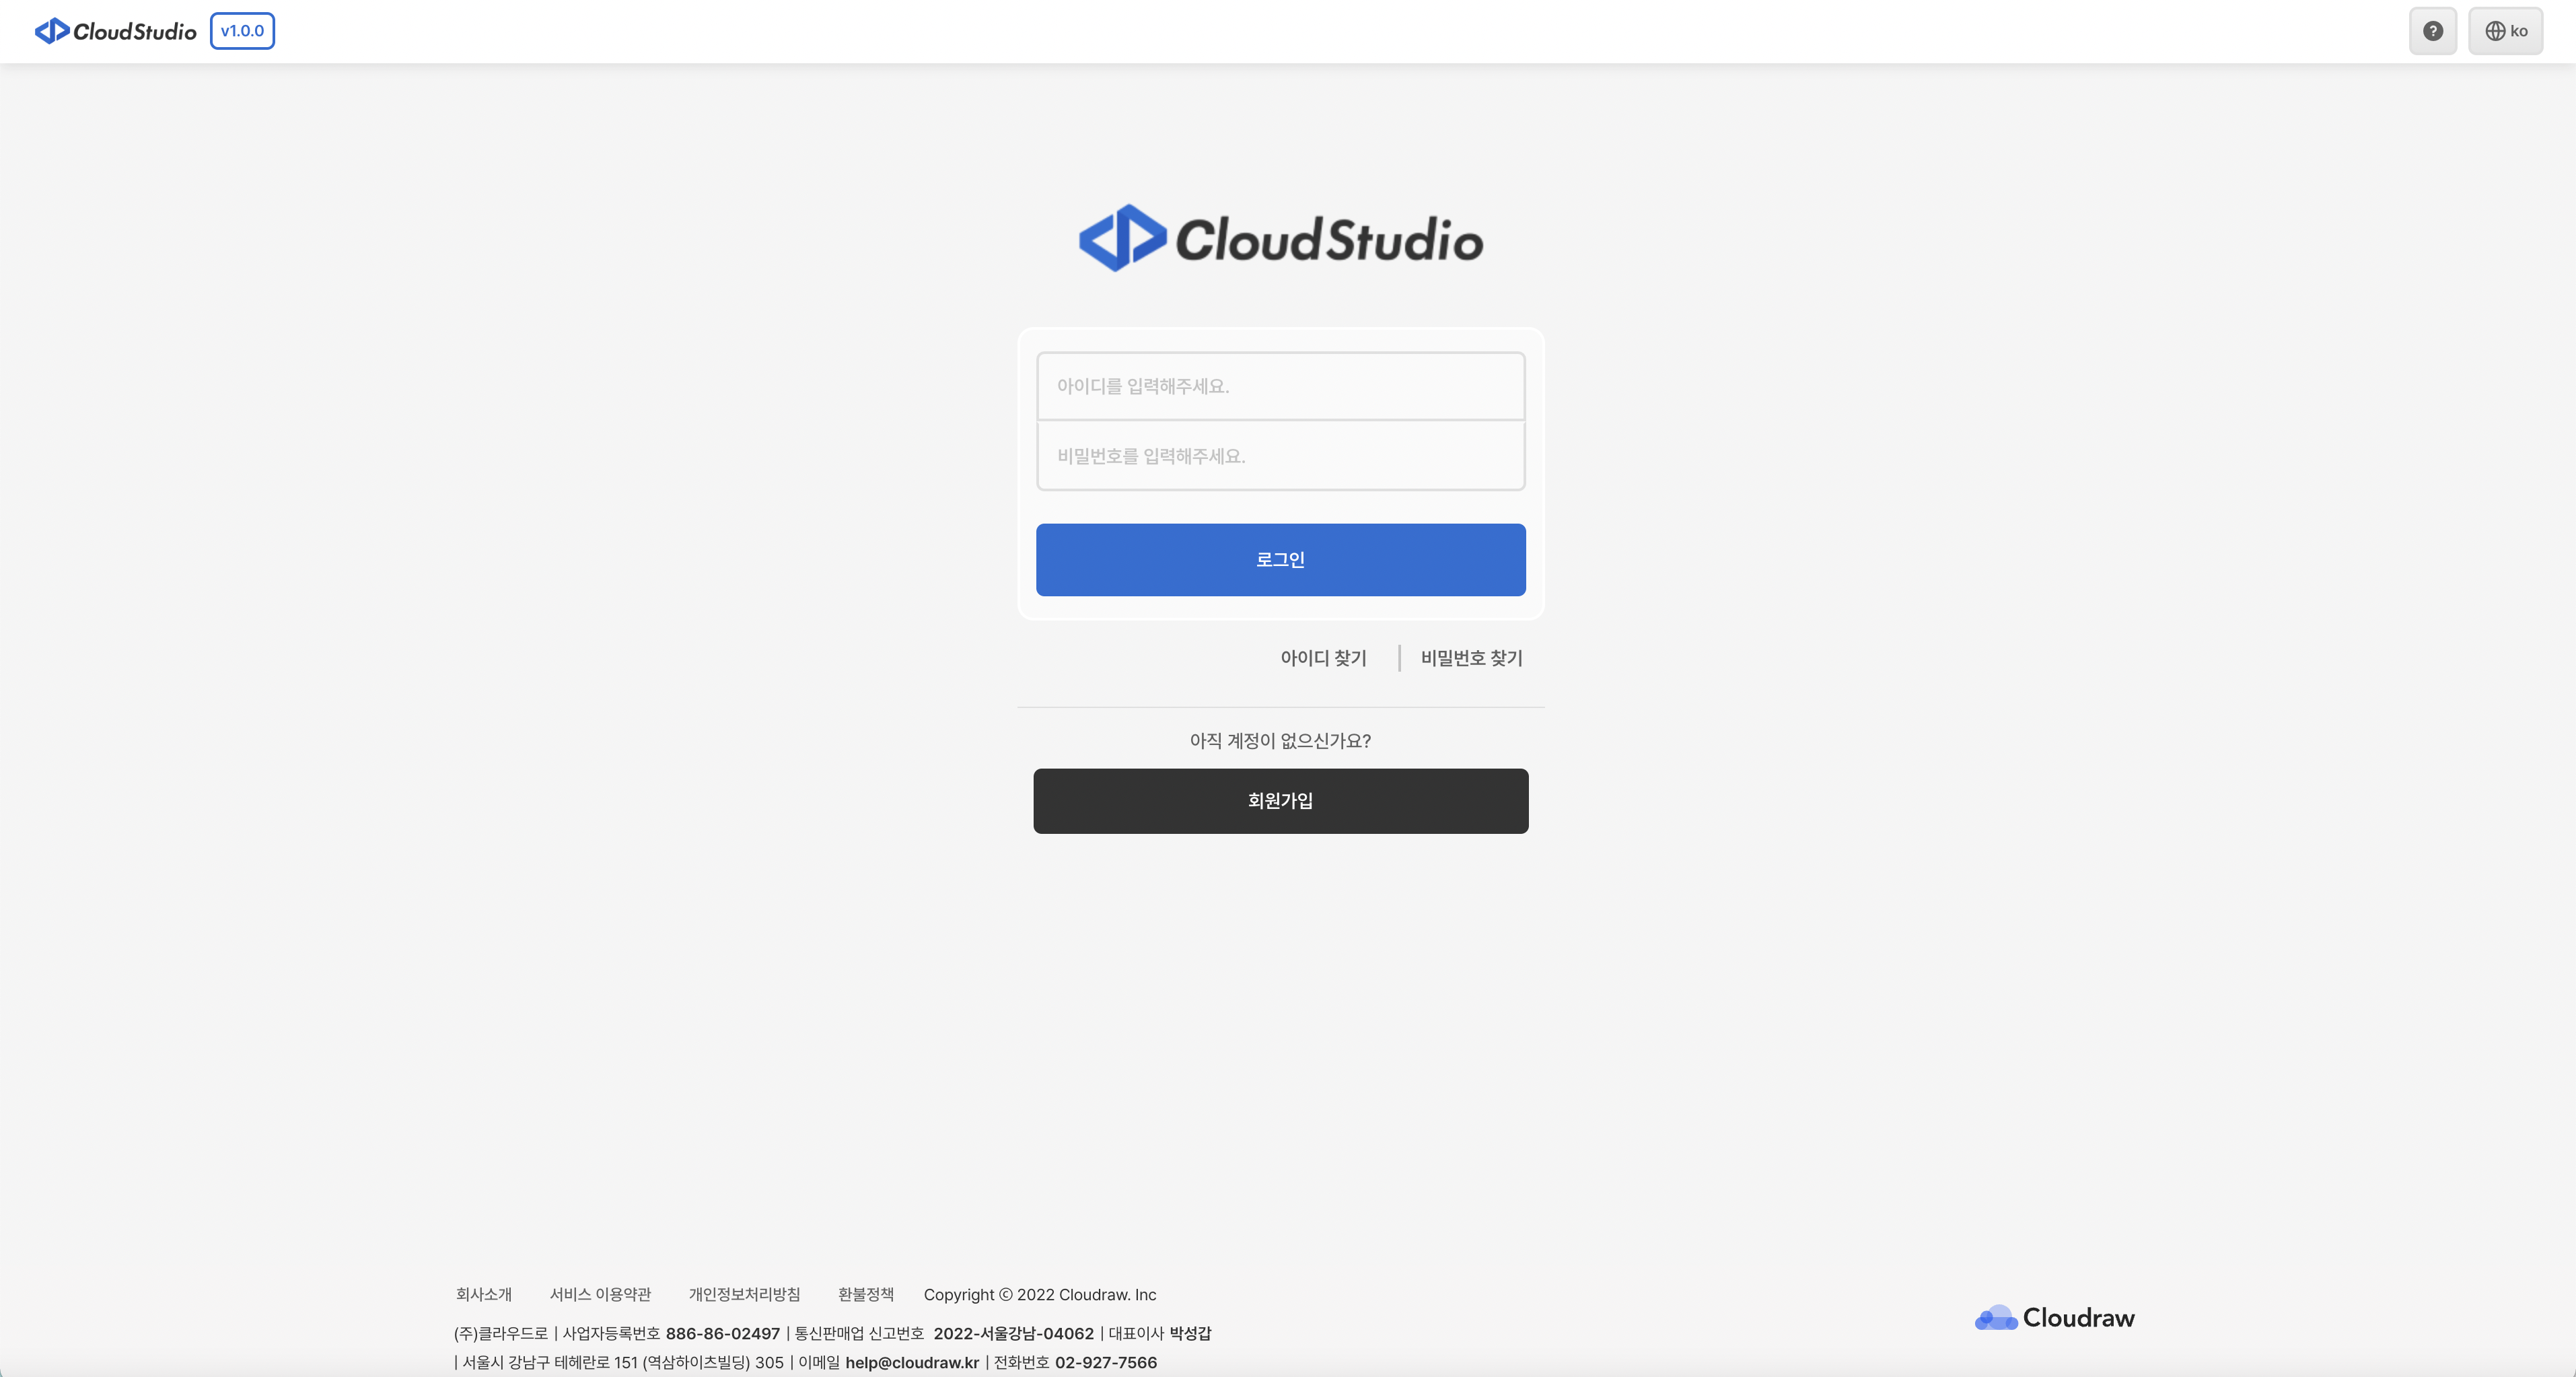 CloudStudio v1.0.0
? ko
CloudStudio
아이디를 입력해주세요.
비밀번호를 입력해주세요.
로그인
아이디 찾기 | 비밀번호 찾기
아직 계정이 없으신가요?
회원가입
회사소개 서비스 이용약관 개인정보처리방침 환불정책 Copyright ⓒ 2022 Cloudraw. Inc
(주)클라우드로 | 사업자등록번호 886-86-02497 | 통신판매업 신고번호 2022-서울강남-04062 | 대표이사 박성갑
| 서울시 강남구 테헤란로 151 (역삼하이츠빌딩) 305 | 이메일 help@cloudraw.kr | 전화번호 02-927-7566
Cloudraw